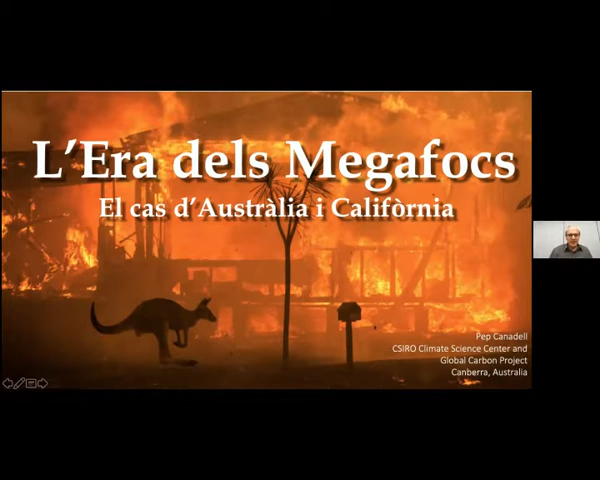 L’Era dels Megafocs
El cas d’Austràlia i Califòrnia
Pep Canadell
CSIRO Climate Science Center and
Global Carbon Project
Canberra, Australia